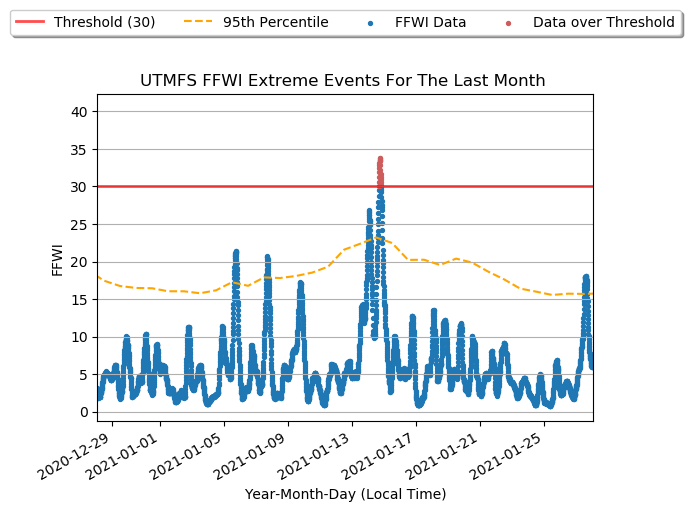 Threshold (30) 95th Percentile FFWI Data Data over Threshold
UTMFS FFWI Extreme Events For The Last Month
40
35
30
25
20
15
10
5
0
FFWI
2020-12-29 2021-01-01 2021-01-05 2021-01-09 2021-01-13 2021-01-17 2021-01-21 2021-01-25
Year-Month-Day (Local Time)